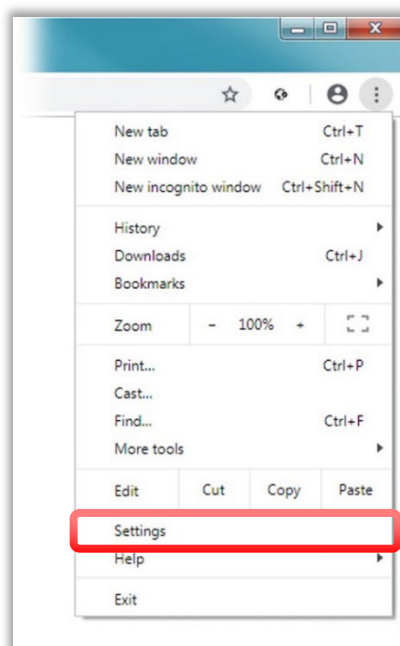 New tab Ctrl+T
New window Ctrl+N
New incognito window Ctrl+Shift+N
History
Downloads Ctrl+J
Bookmarks
Zoom - 100% +
Print... Ctrl+P
Cast...
Find... Ctrl+F
More tools
Edit Cut Copy Paste
Settings
Help
Exit